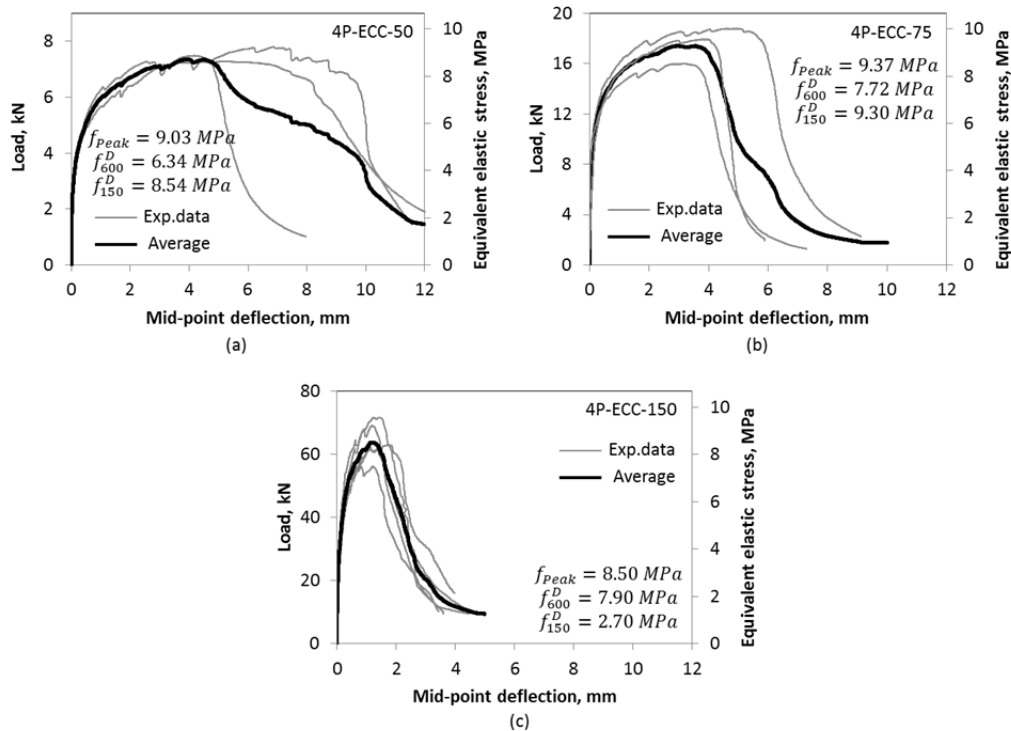 4P-ECC-50
8
6
4
2
0
Load, kN
10
8
6
4
2
0
Equivalent elastic stress, MPa
f_Peak = 9.03 MPa
f^D_600 = 6.34 MPa
f^D_150 = 8.54 MPa
Exp.data
Average
0 2 4 6 8 10 12
Mid-point deflection, mm
(a)
4P-ECC-75
20
16
12
8
4
0
Load, kN
10
8
6
4
2
0
Equivalent elastic stress, MPa
f_Peak = 9.37 MPa
f^D_600 = 7.72 MPa
f^D_150 = 9.30 MPa
Exp.data
Average
0 2 4 6 8 10 12
Mid-point deflection, mm
(b)
4P-ECC-150
80
60
40
20
0
Load, kN
10
8
6
4
2
0
Equivalent elastic stress, MPa
Exp.data
Average
f_Peak = 8.50 MPa
f^D_600 = 7.90 MPa
f^D_150 = 2.70 MPa
0 2 4 6 8 10 12
Mid-point deflection, mm
(c)